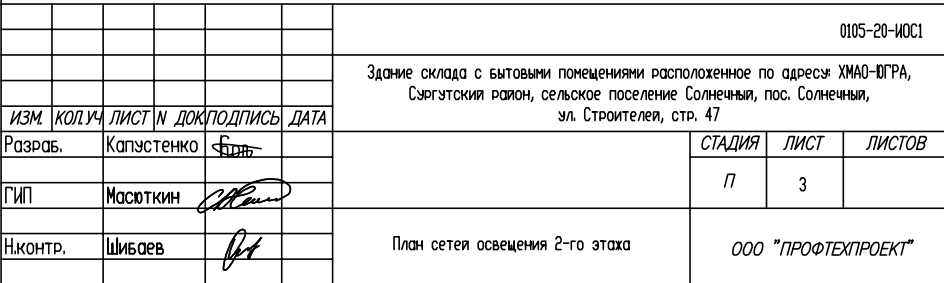 0105-20-ИОС1
Здание склада с бытовыми помещениями расположенное по адресу: ХМАО-ЮГРА,
Сургутский район, сельское поселение Солнечный, пос. Солнечный,
ул. Строителей, стр. 47
ИЗМ. КОЛ.УЧ ЛИСТ N ДОК ПОДПИСЬ ДАТА
Разраб. Капустенко
СТАДИЯ ЛИСТ ЛИСТОВ
П 3
ГИП Масюткин
План сетей освещения 2-го этажа
ООО "ПРОФТЕХПРОЕКТ"
Н.контр. Шибаев